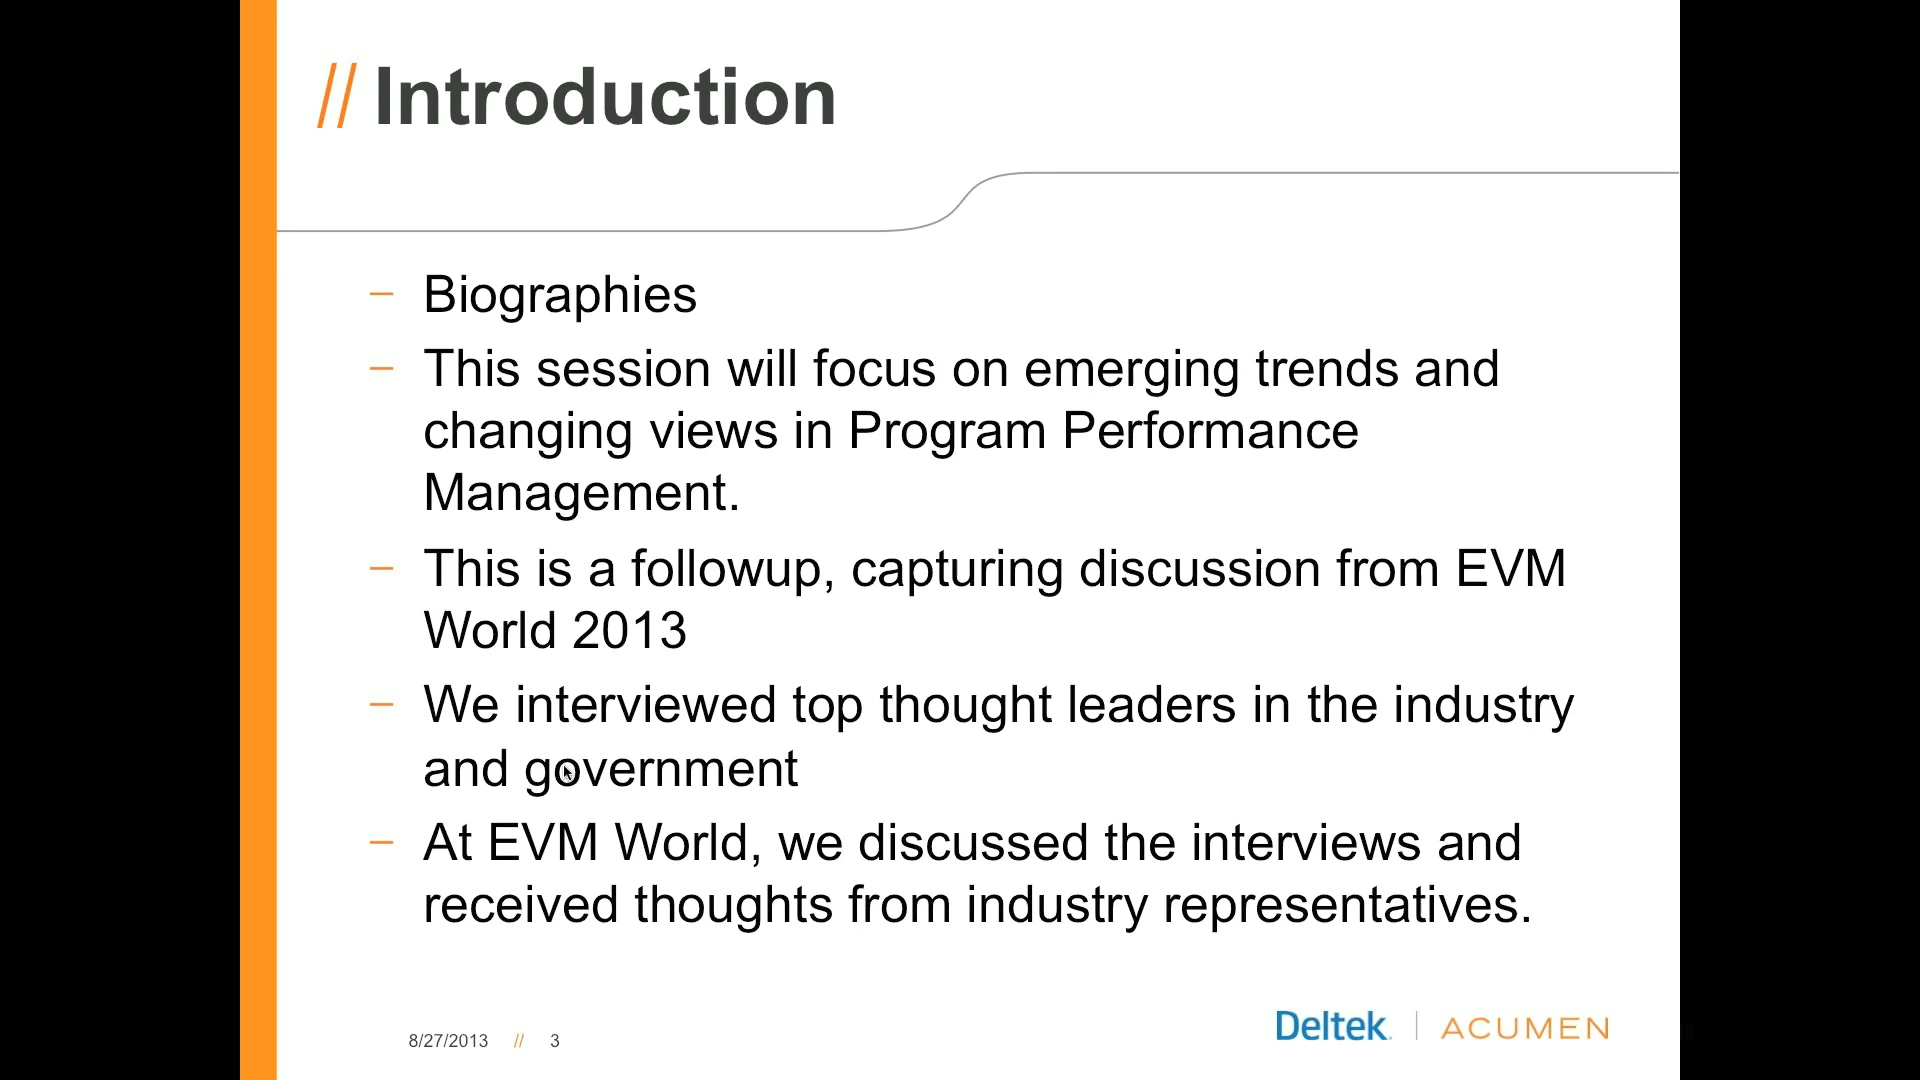 // Introduction
– Biographies
– This session will focus on emerging trends and
changing views in Program Performance
Management.
– This is a followup, capturing discussion from EVM
World 2013
– We interviewed top thought leaders in the industry
and government
– At EVM World, we discussed the interviews and
received thoughts from industry representatives.
8/27/2013 // 3
Deltek. | ACUMEN